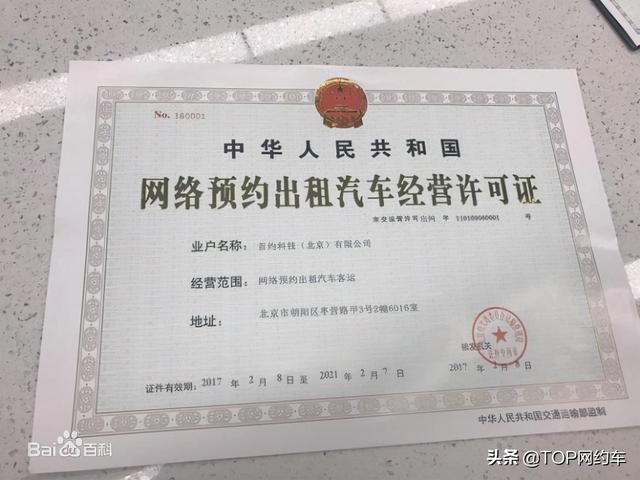 No. 160001
中华人民共和国
网络预约出租汽车经营许可证
京交运管许可出网 字 110100000001 号
业户名称： 首约科技（北京）有限公司
经营范围： 网络预约出租汽车客运
地址： 北京市朝阳区枣营路甲3号2幢6016室
核发机关
2017 年 2 月 8 日
证件有效期： 2017 年 2 月 8 日至 2021 年 2 月 7 日
中华人民共和国交通运输部监制
Bai百科
头条 @TOP网约车